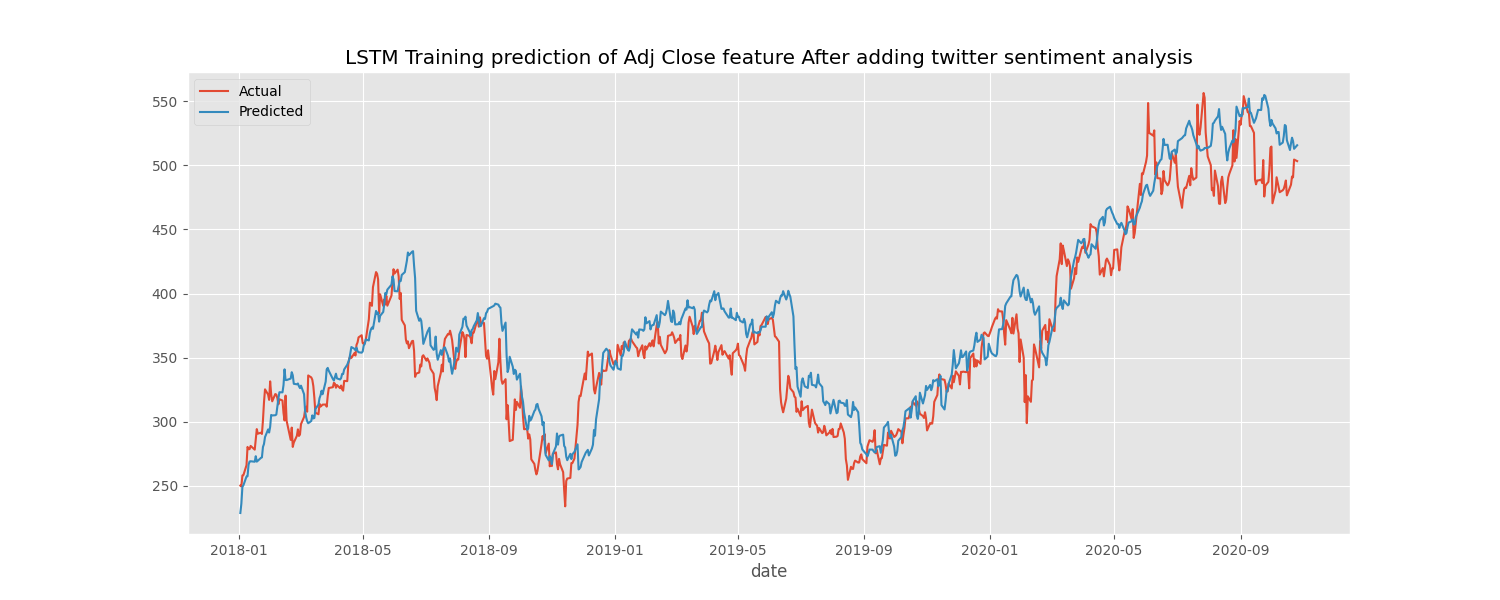 LSTM Training prediction of Adj Close feature After adding twitter sentiment analysis
Actual
Predicted
550
500
450
400
350
300
250
2018-01 2018-05 2018-09 2019-01 2019-05 2019-09 2020-01 2020-05 2020-09
date